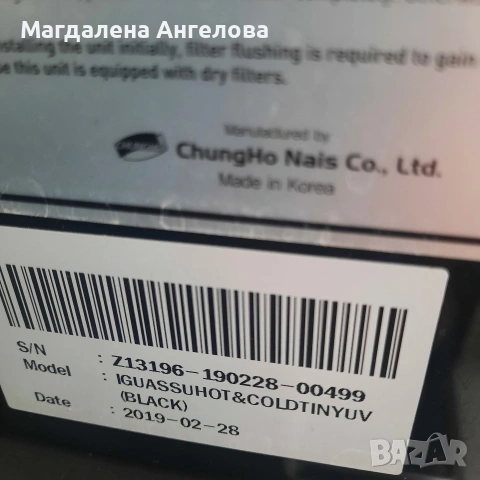 Магдалена Ангелова
installing the unit initially, filter flushing is required to gain
se this unit is equipped with dry filters.
Manufactured by
ChungHo Nais Co., Ltd.
Made in Korea
S/N : Z13196-190228-00499
Model : IGUASSUHOT&COLDTINYUV
(BLACK)
Date : 2019-02-28
BAZAR